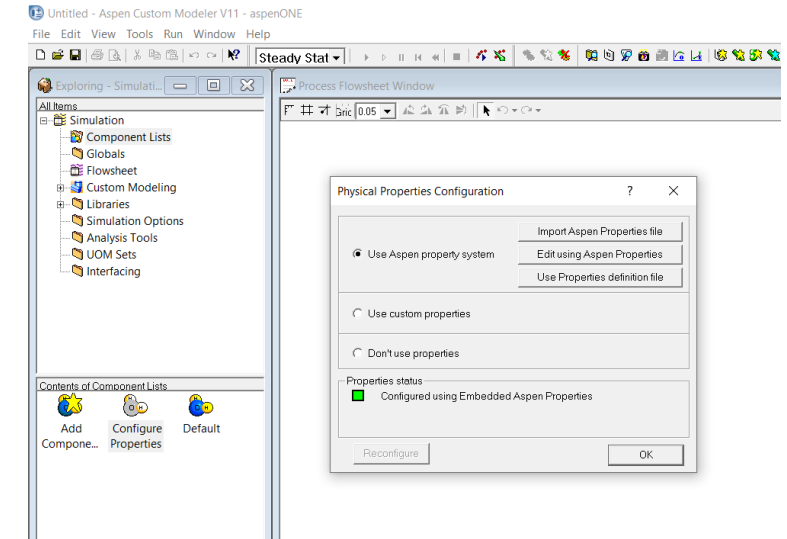 Untitled - Aspen Custom Modeler V11 - aspenONE
File Edit View Tools Run Window Help
Steady Stat
Exploring - Simulati...
Process Flowsheet Window
All Items
Gric 0.05
Simulation
Component Lists
Globals
Flowsheet
Custom Modeling
Libraries
Simulation Options
Analysis Tools
UOM Sets
Interfacing
Physical Properties Configuration ?
Import Aspen Properties file
Use Aspen property system
Edit using Aspen Properties
Use Properties definition file
Use custom properties
Don't use properties
Properties status
Configured using Embedded Aspen Properties
Reconfigure
OK
Contents of Component Lists
Add Compone...
Configure Properties
Default